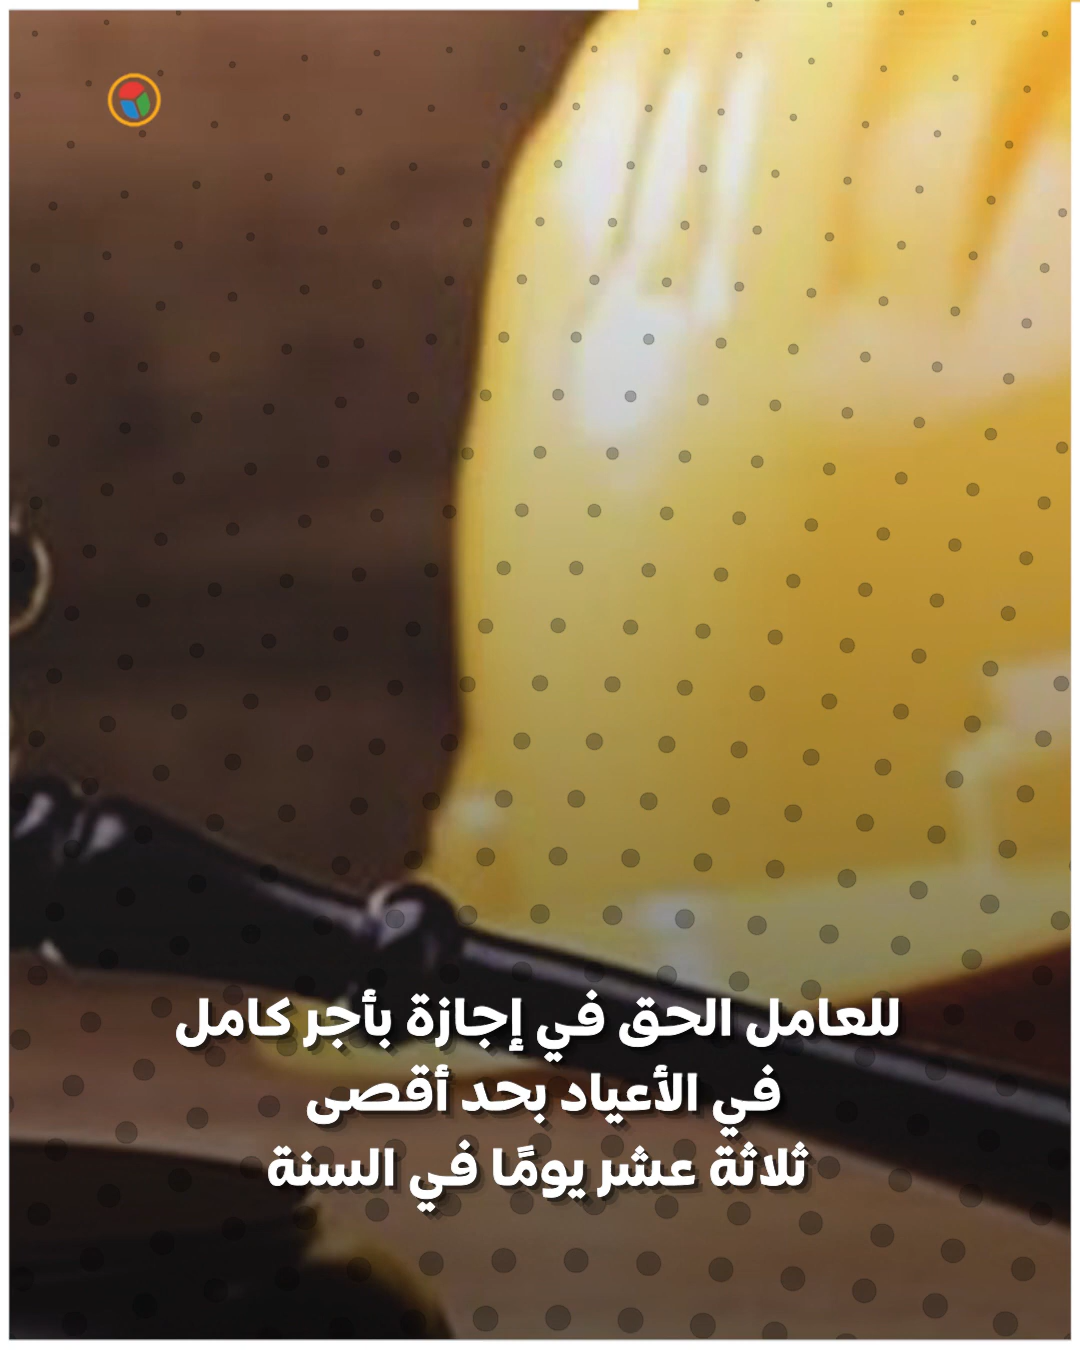 للعامل الحق في إجازة بأجر كامل
في الأعياد بحد أقصى
ثلاثة عشر يومًا في السنة